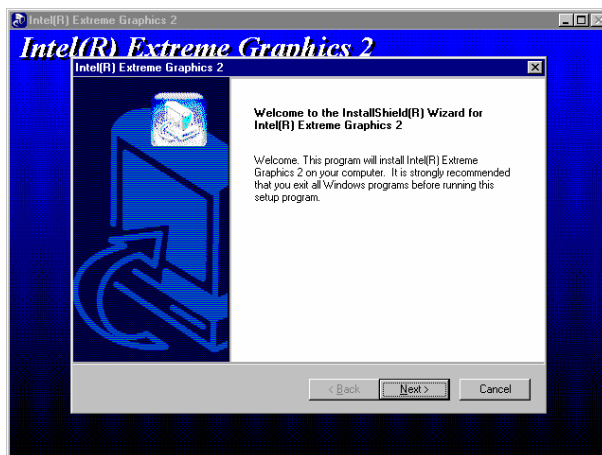 Intel(R) Extreme Graphics 2
Intel(R) Extreme Graphics 2
Intel(R) Extreme Graphics 2
Welcome to the InstallShield(R) Wizard for
Intel(R) Extreme Graphics 2
Welcome. This program will install Intel(R) Extreme
Graphics 2 on your computer. It is strongly recommended
that you exit all Windows programs before running this
setup program.
< Back Next > Cancel